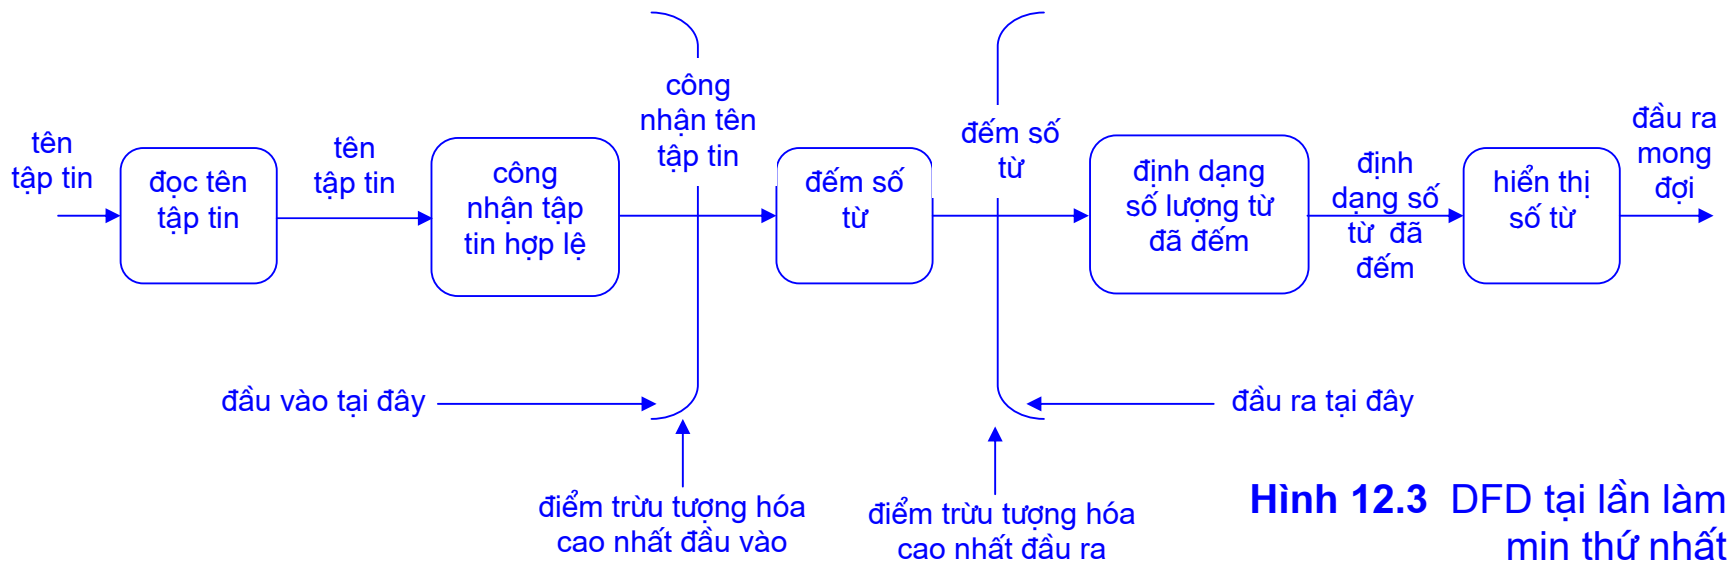 tên
tập tin
đọc tên
tập tin
tên
tập tin
công
nhận tập
tin hợp lệ
công
nhận tên
tập tin
đếm số
từ
đếm số
từ
định dạng
số lượng từ
đã đếm
định
dạng số
từ đã
đếm
hiển thị
số từ
đầu ra
mong
đợi
đầu vào tại đây
đầu ra tại đây
điểm trừu tượng hóa
cao nhất đầu vào
điểm trừu tượng hóa
cao nhất đầu ra
Hình 12.3 DFD tại lần làm
mịn thứ nhất